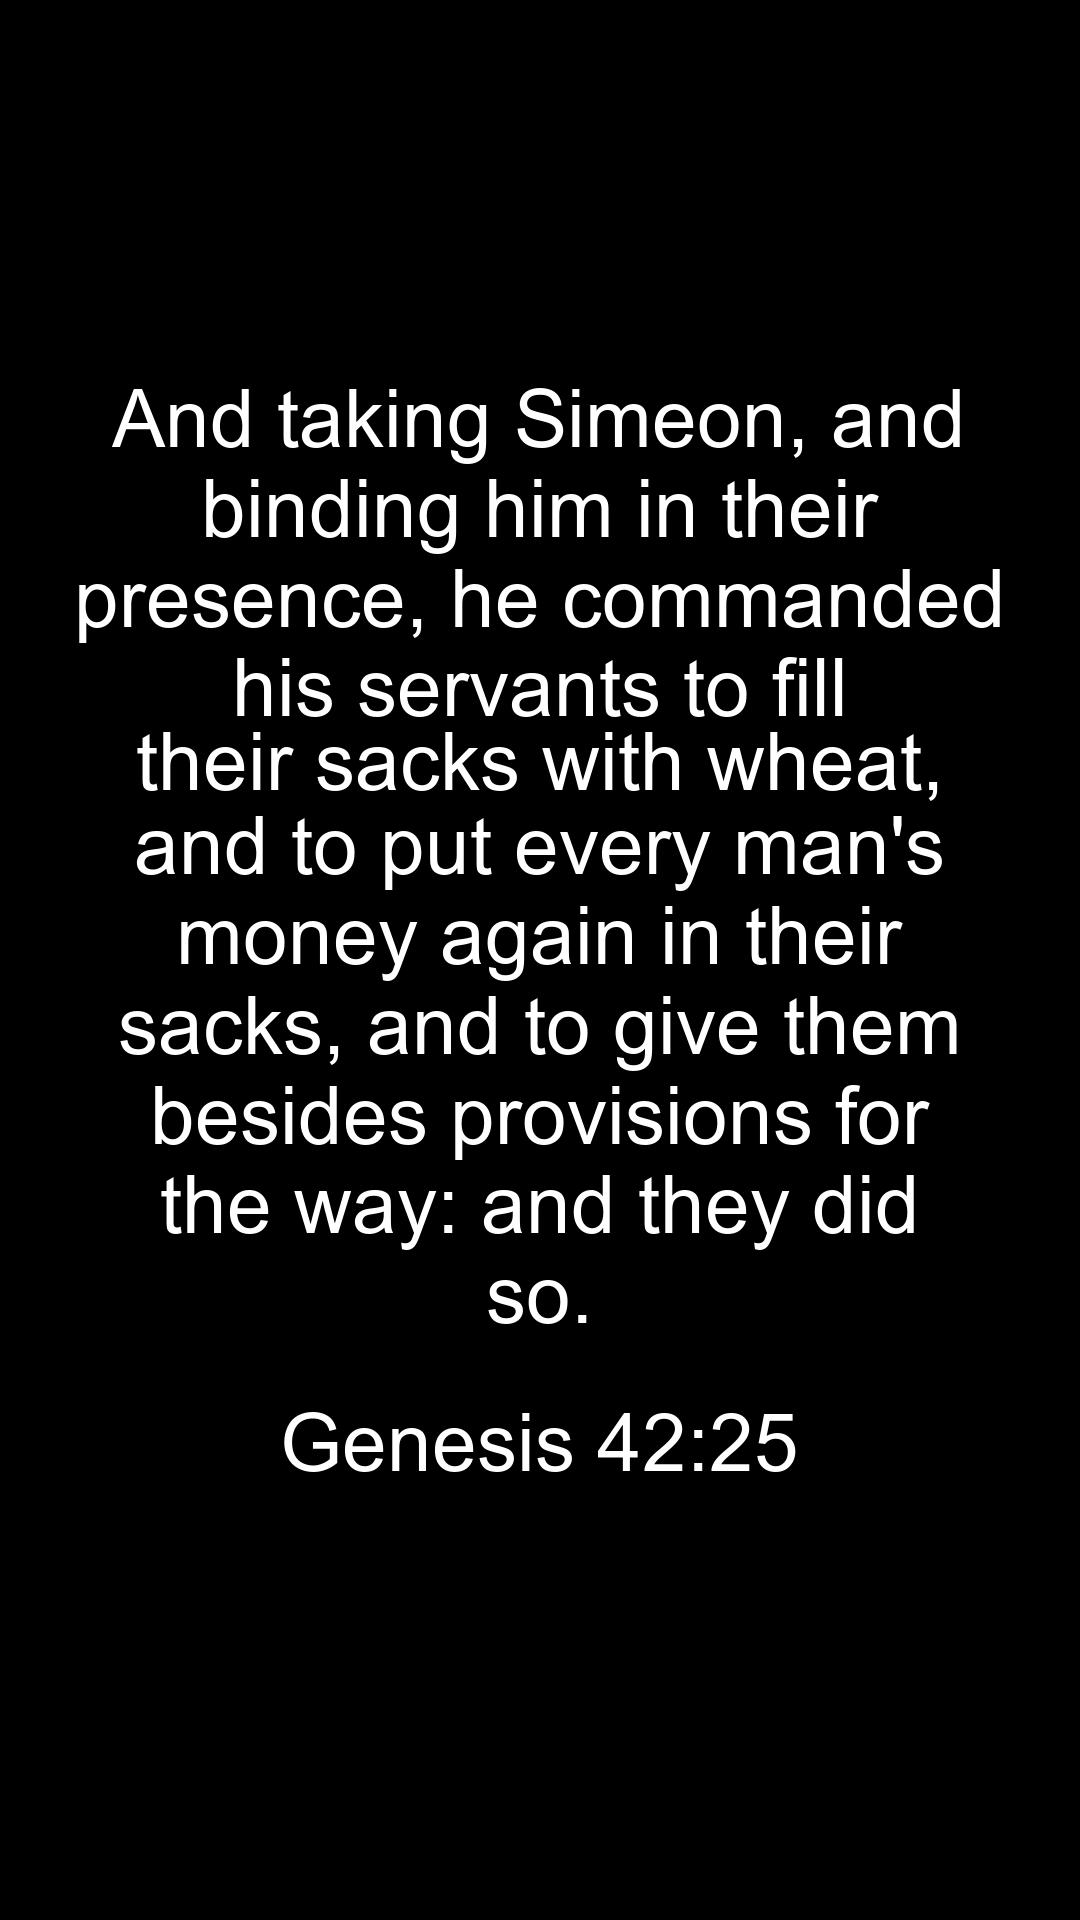 And taking Simeon, and
binding him in their
presence, he commanded
his servants to fill
their sacks with wheat,
and to put every man's
money again in their
sacks, and to give them
besides provisions for
the way: and they did
so.
Genesis 42:25